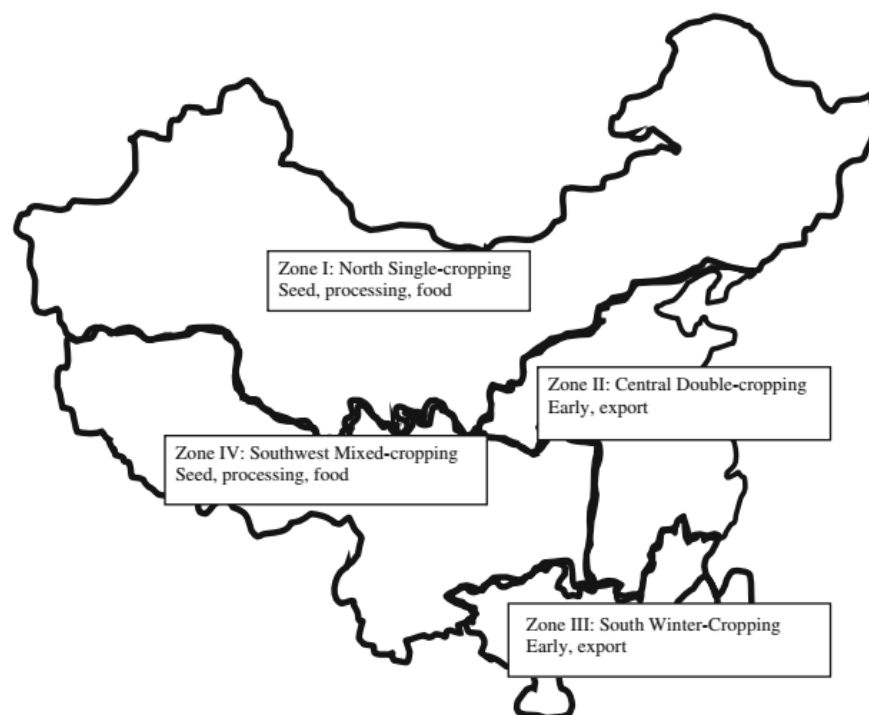 Zone I: North Single-cropping
Seed, processing, food
Zone II: Central Double-cropping
Early, export
Zone IV: Southwest Mixed-cropping
Seed, processing, food
Zone III: South Winter-Cropping
Early, export